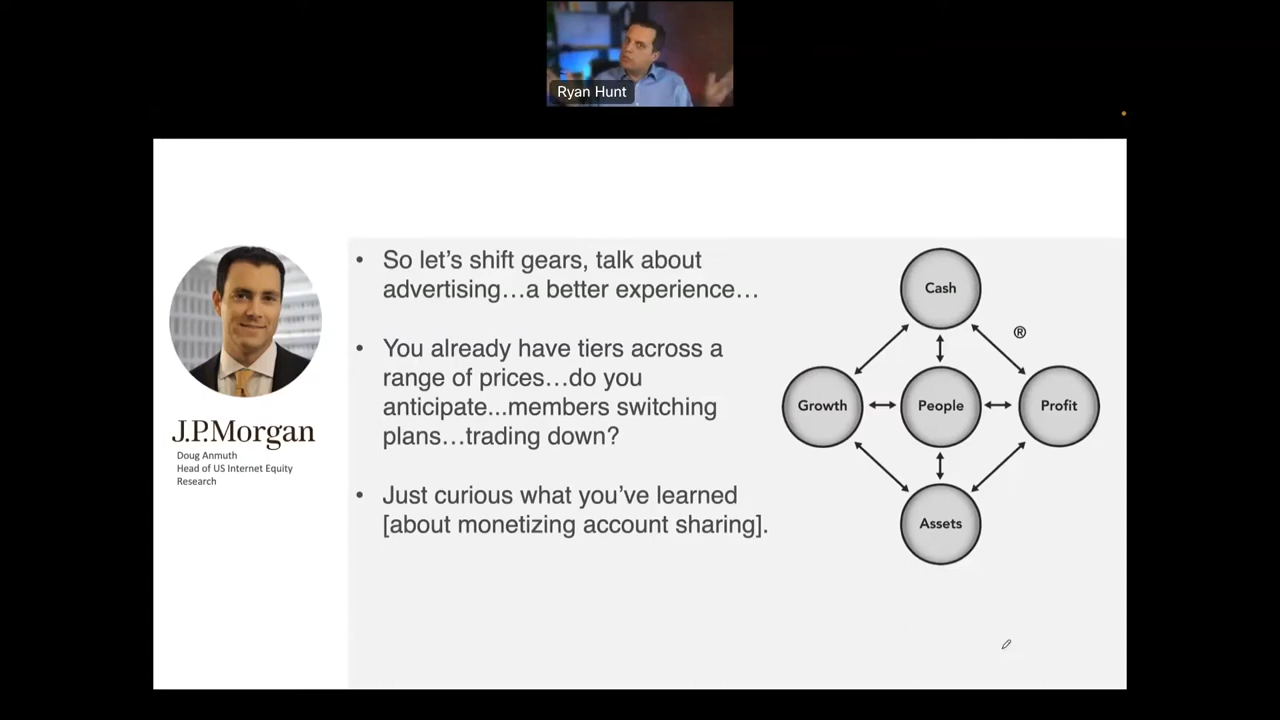 Ryan Hunt
• So let's shift gears, talk about
advertising…a better experience…
• You already have tiers across a
range of prices…do you
anticipate...members switching
plans…trading down?
• Just curious what you've learned
[about monetizing account sharing].
J.P.Morgan
Doug Anmuth
Head of US Internet Equity
Research
Cash
®
Growth
People
Profit
Assets